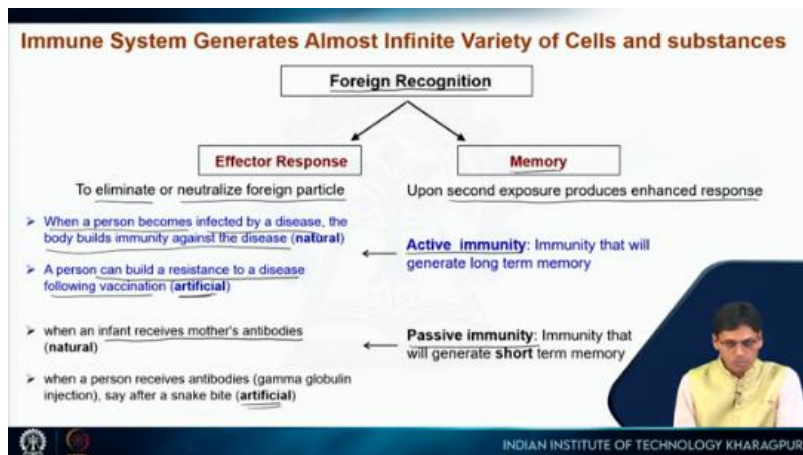 Immune System Generates Almost Infinite Variety of Cells and substances
Foreign Recognition
Effector Response
Memory
To eliminate or neutralize foreign particle
Upon second exposure produces enhanced response
➤ When a person becomes infected by a disease, the
body builds immunity against the disease (natural)
➤ A person can build a resistance to a disease
following vaccination (artificial)
Active immunity: Immunity that will
generate long term memory
➤ when an infant receives mother's antibodies
(natural)
➤ when a person receives antibodies (gamma globulin
injection), say after a snake bite (artificial)
Passive immunity: Immunity that
will generate short term memory
INDIAN INSTITUTE OF TECHNOLOGY KHARAGPUR